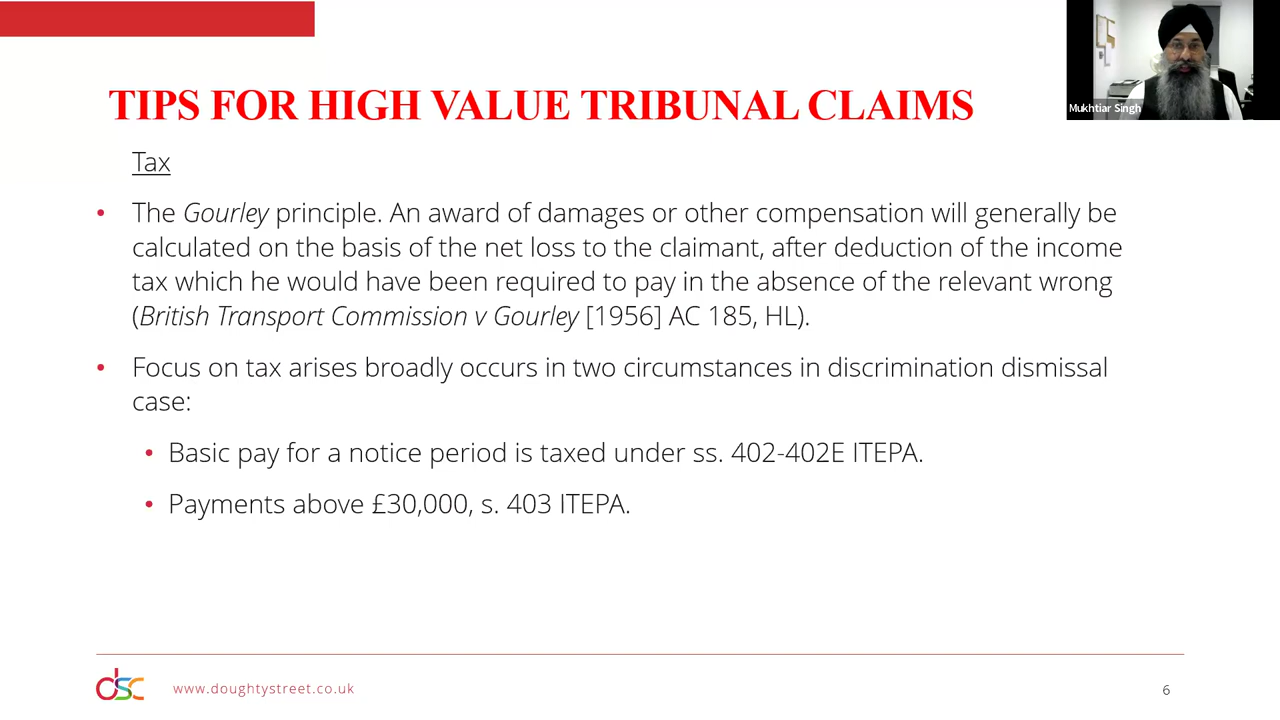 TIPS FOR HIGH VALUE TRIBUNAL CLAIMS
Mukhtiar Singh
Tax
• The Gourley principle. An award of damages or other compensation will generally be
calculated on the basis of the net loss to the claimant, after deduction of the income
tax which he would have been required to pay in the absence of the relevant wrong
(British Transport Commission v Gourley [1956] AC 185, HL).
• Focus on tax arises broadly occurs in two circumstances in discrimination dismissal
case:
• Basic pay for a notice period is taxed under ss. 402-402E ITEPA.
• Payments above £30,000, s. 403 ITEPA.
dsc
www.doughtystreet.co.uk
6